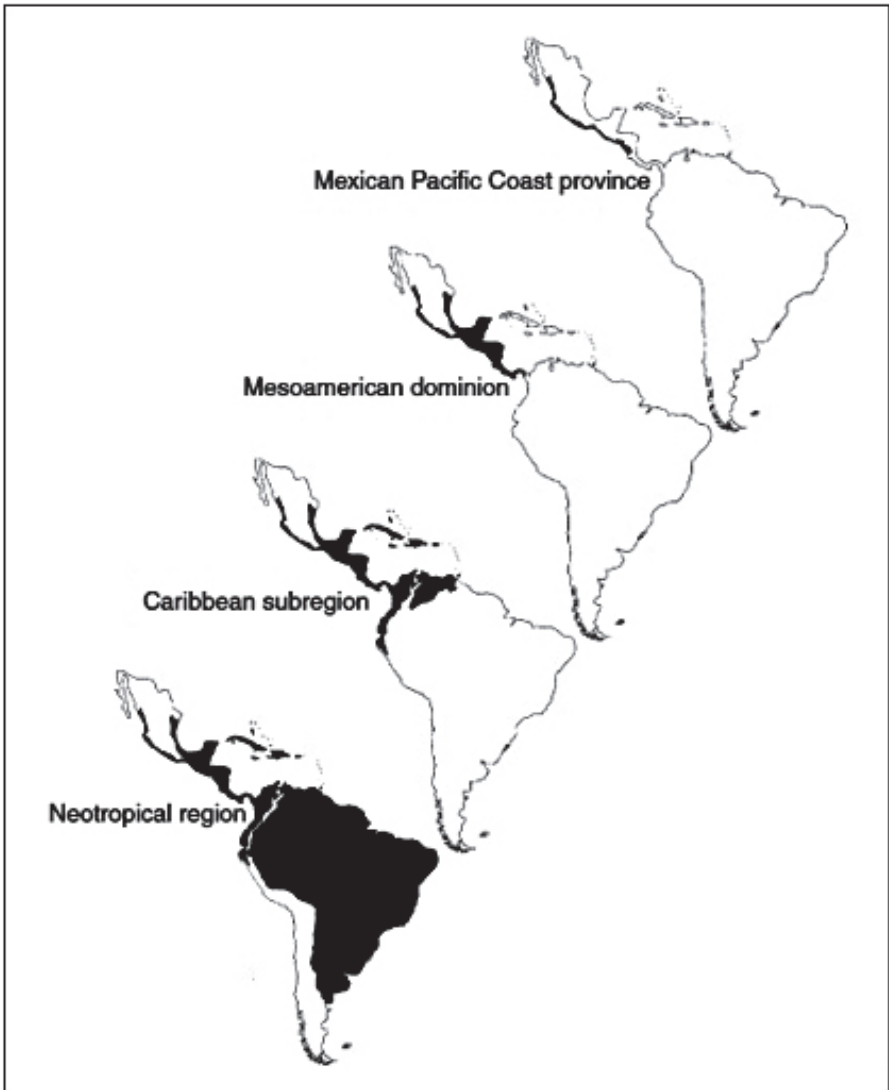 Mexican Pacific Coast province
Mesoamerican dominion
Caribbean subregion
Neotropical region